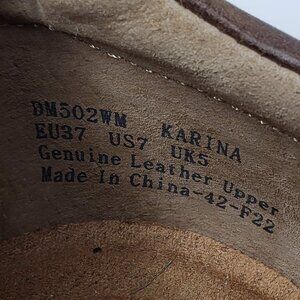 DM502WM KARINA
EU37 US7 UK5
Genuine Leather Upper
Made In China-42-F22